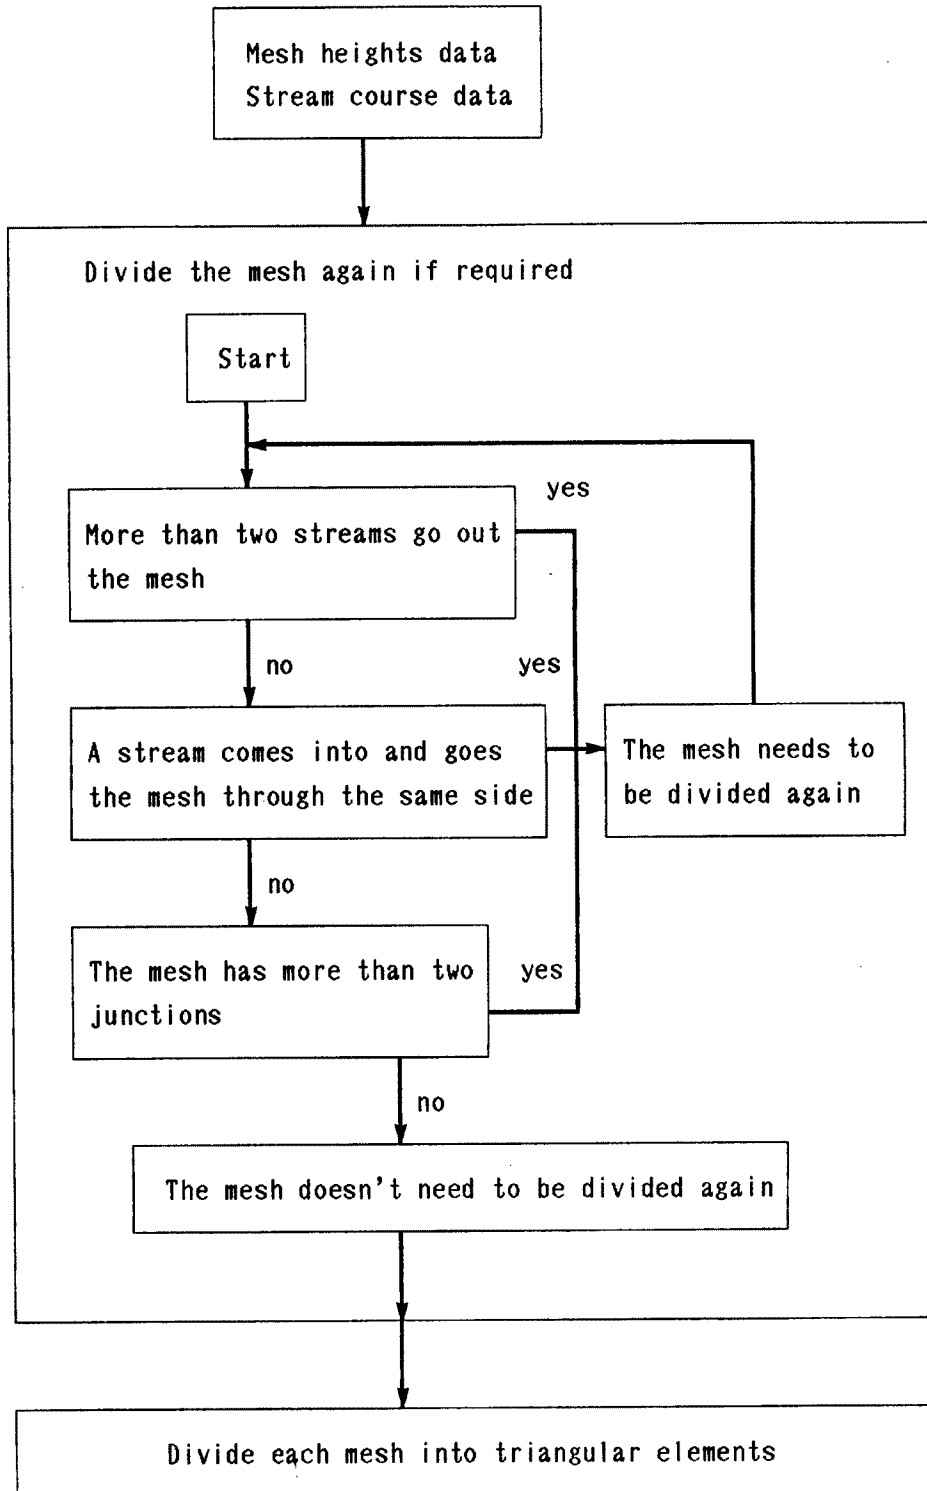 Mesh heights data
Stream course data
Divide the mesh again if required
Start
yes
More than two streams go out
the mesh
no
yes
A stream comes into and goes
the mesh through the same side
The mesh needs to
be divided again
no
The mesh has more than two
junctions
yes
no
The mesh doesn't need to be divided again
Divide each mesh into triangular elements